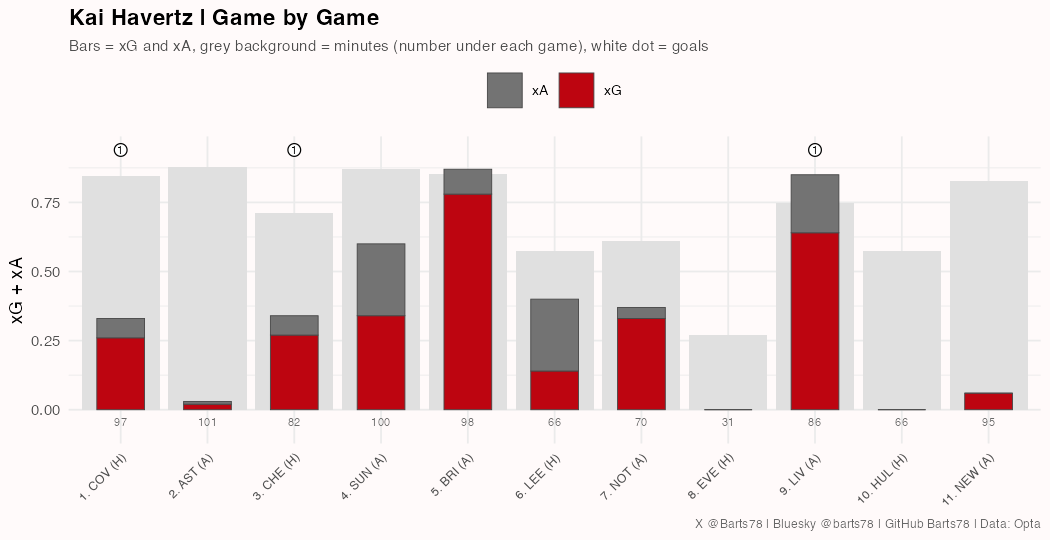 Kai Havertz | Game by Game
Bars = xG and xA, grey background = minutes (number under each game), white dot = goals
xA xG
1 1 1
xG + xA
0.75
0.50
0.25
0.00
97 101 82 100 98 66 70 31 86 66 95
1. COV (H) 2. AST (A) 3. CHE (H) 4. SUN (A) 5. BRI (A) 6. LEE (H) 7. NOT (A) 8. EVE (H) 9. LIV (A) 10. HUL (H) 11. NEW (A)
X @Barts78 | Bluesky @barts78 | GitHub Barts78 | Data: Opta